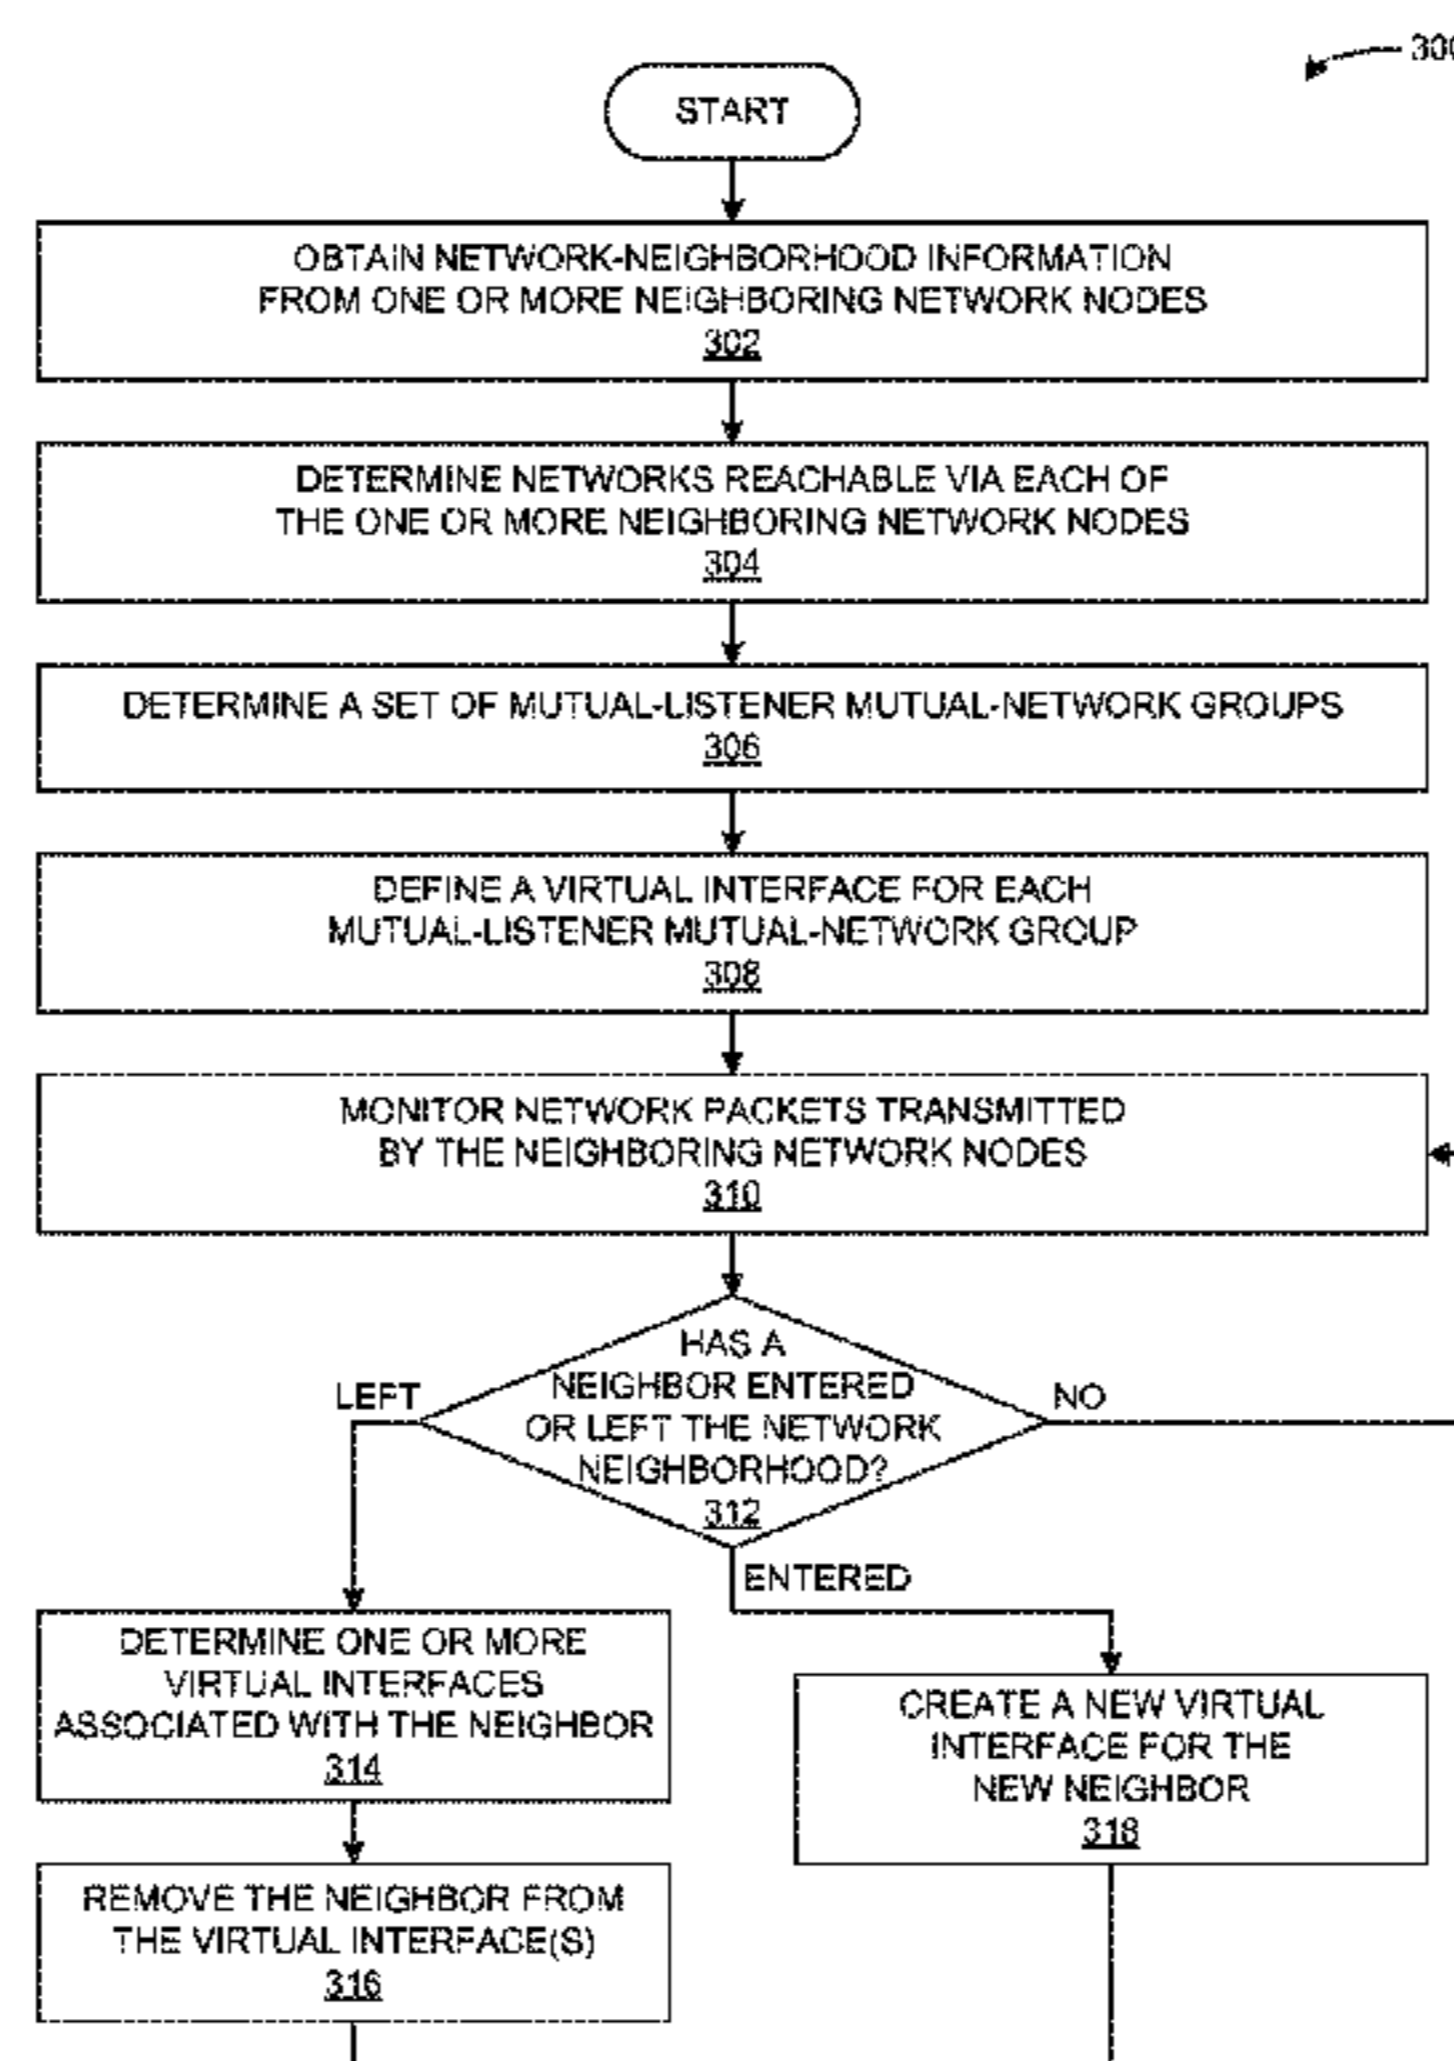 300
START
OBTAIN NETWORK-NEIGHBORHOOD INFORMATION
FROM ONE OR MORE NEIGHBORING NETWORK NODES
302
DETERMINE NETWORKS REACHABLE VIA EACH OF
THE ONE OR MORE NEIGHBORING NETWORK NODES
304
DETERMINE A SET OF MUTUAL-LISTENER MUTUAL-NETWORK GROUPS
306
DEFINE A VIRTUAL INTERFACE FOR EACH
MUTUAL-LISTENER MUTUAL-NETWORK GROUP
308
MONITOR NETWORK PACKETS TRANSMITTED
BY THE NEIGHBORING NETWORK NODES
310
HAS A
NEIGHBOR ENTERED
OR LEFT THE NETWORK
NEIGHBORHOOD?
312
LEFT
NO
ENTERED
DETERMINE ONE OR MORE
VIRTUAL INTERFACES
ASSOCIATED WITH THE NEIGHBOR
314
CREATE A NEW VIRTUAL
INTERFACE FOR THE
NEW NEIGHBOR
318
REMOVE THE NEIGHBOR FROM
THE VIRTUAL INTERFACE(S)
316